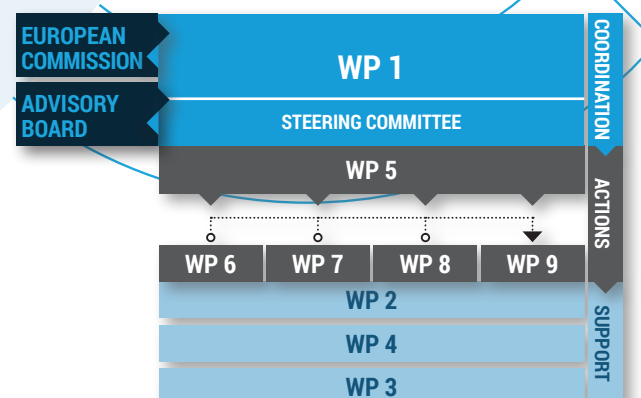 EUROPEAN
COMMISSION
ADVISORY
BOARD
WP 1
STEERING COMMITTEE
WP 5
WP 6
WP 7
WP 8
WP 9
WP 2
WP 4
WP 3
COORDINATION
ACTIONS
SUPPORT